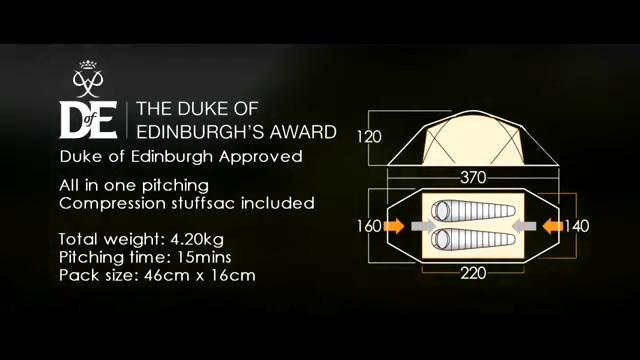 DofE
THE DUKE OF
EDINBURGH'S AWARD
Duke of Edinburgh Approved
All in one pitching
Compression stuffsac included
Total weight: 4.20kg
Pitching time: 15mins
Pack size: 46cm x 16cm
120
370
160
140
220